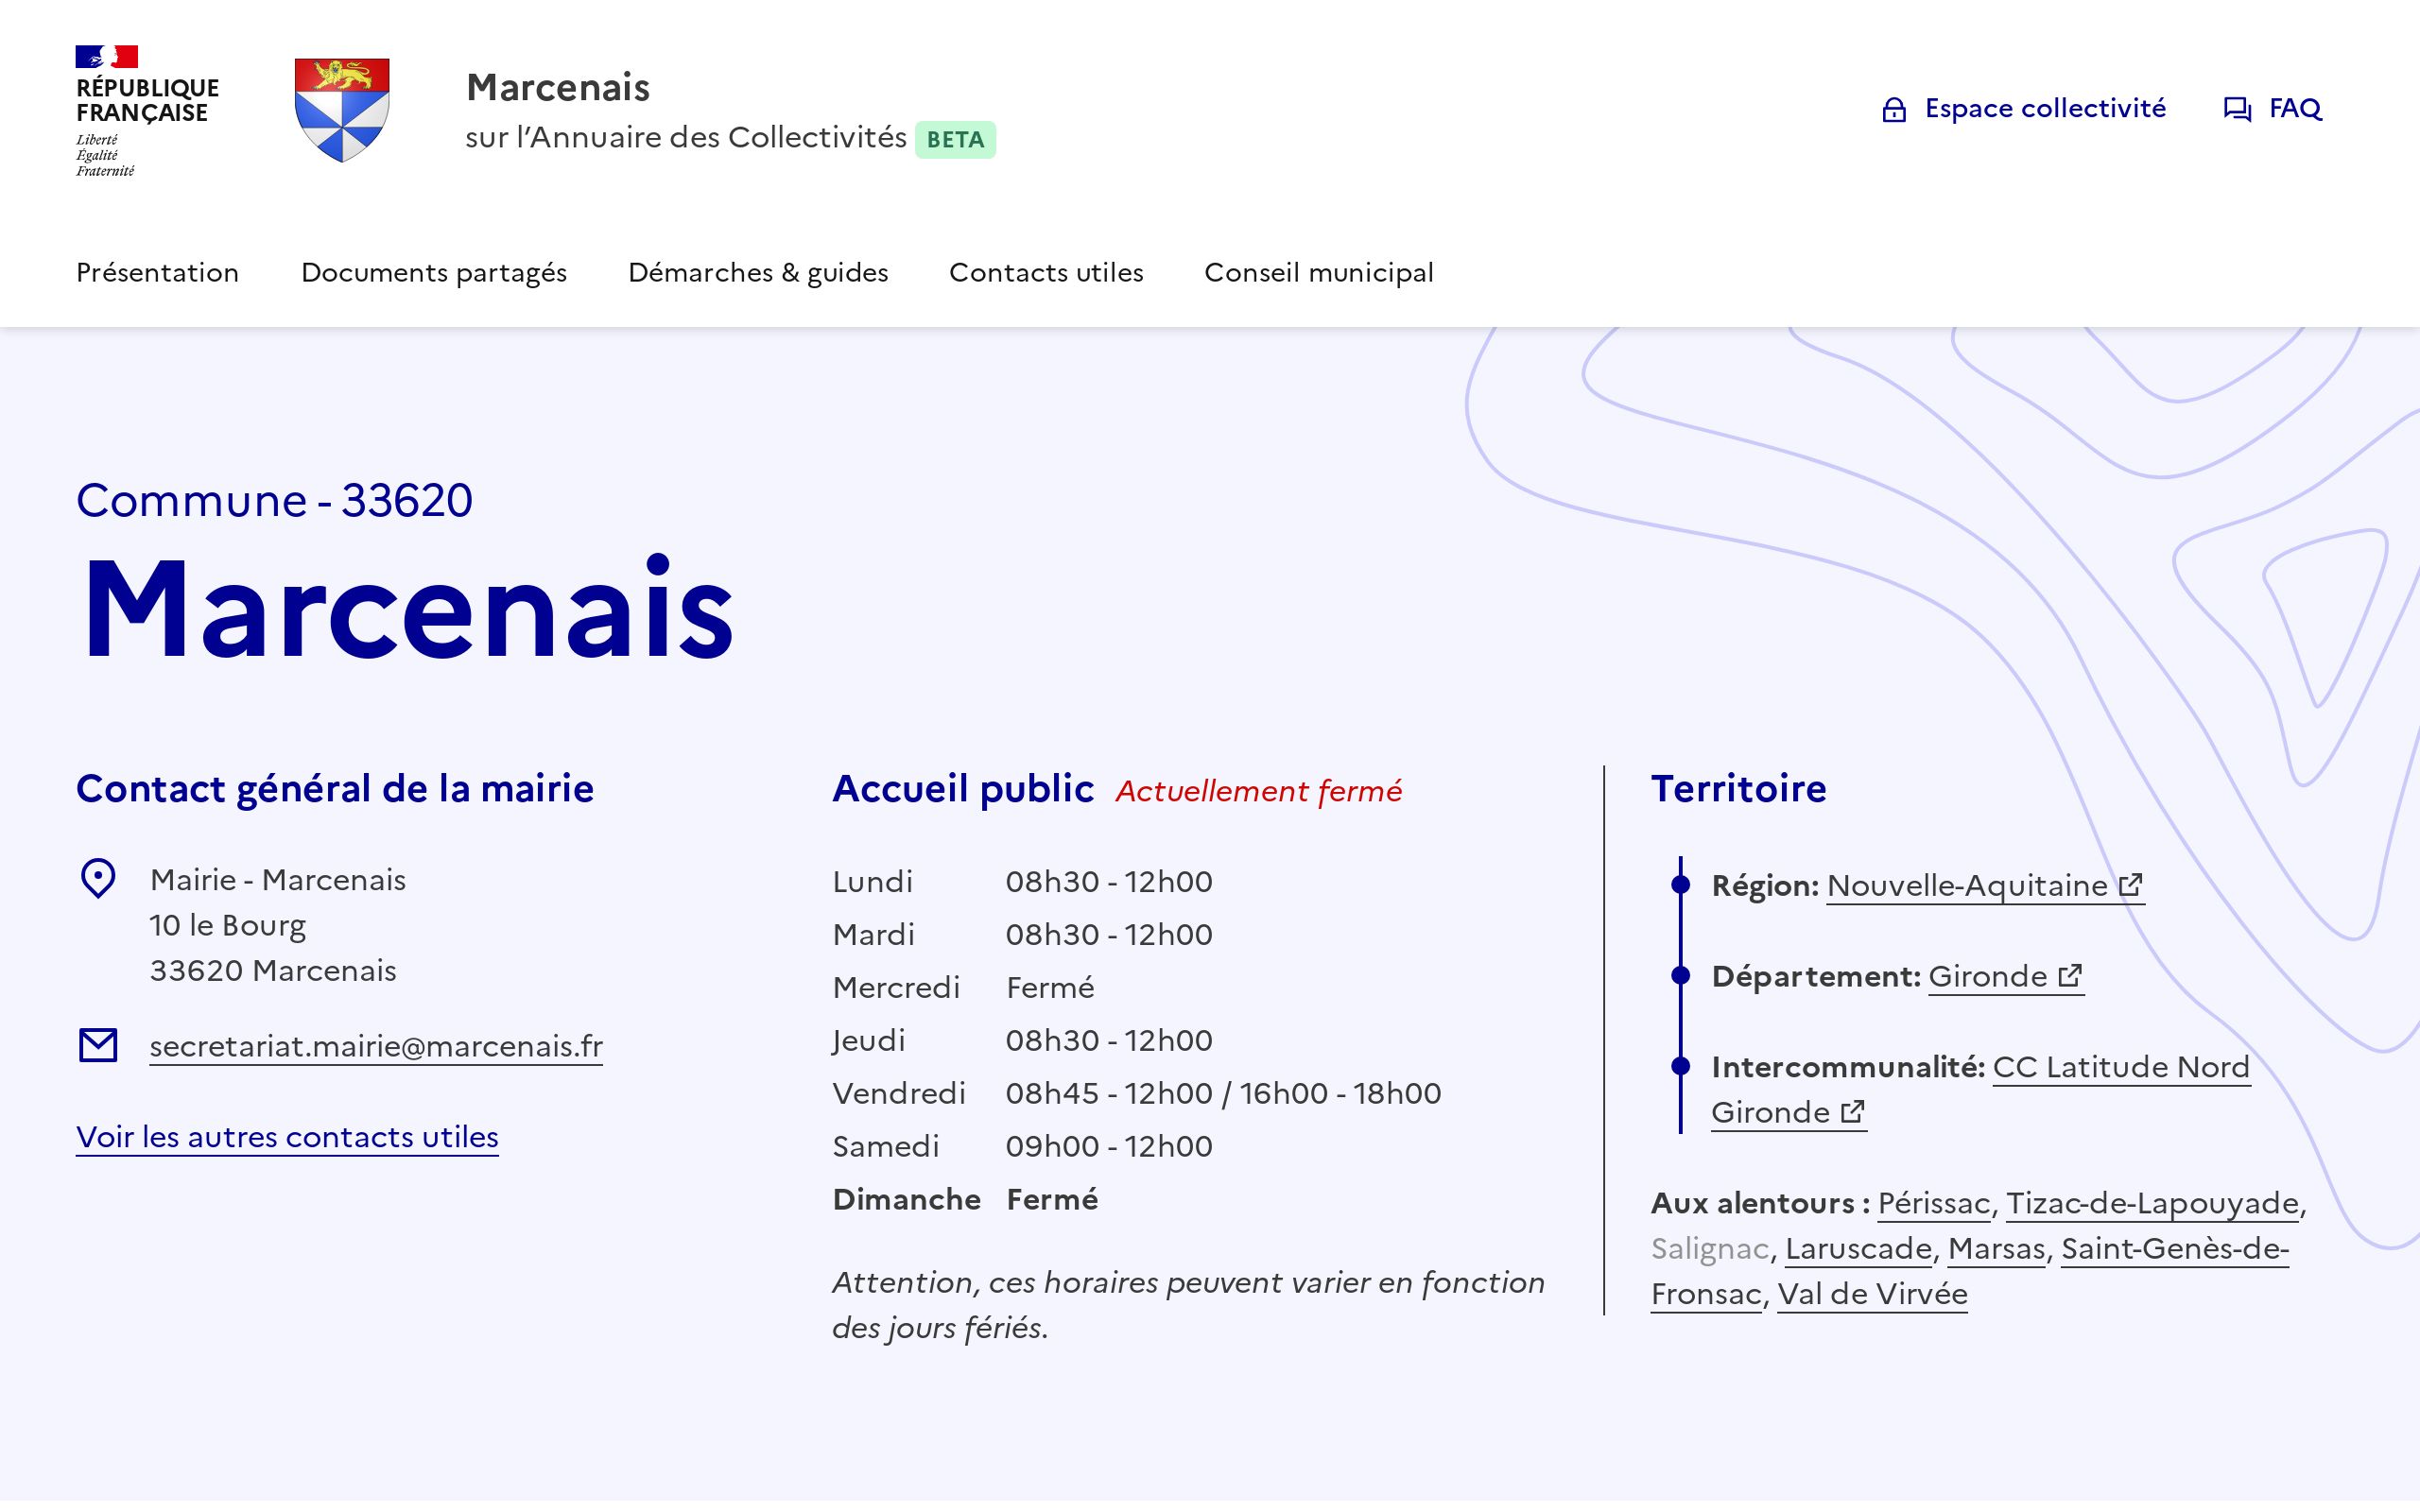 RÉPUBLIQUE
FRANÇAISE
Liberté
Égalité
Fraternité
Marcenais
sur l’Annuaire des Collectivités BETA
Espace collectivité
FAQ
Présentation
Documents partagés
Démarches & guides
Contacts utiles
Conseil municipal
Commune - 33620
Marcenais
Contact général de la mairie
Mairie - Marcenais
10 le Bourg
33620 Marcenais
secretariat.mairie@marcenais.fr
Voir les autres contacts utiles
Accueil public Actuellement fermé
Lundi 08h30 - 12h00
Mardi 08h30 - 12h00
Mercredi Fermé
Jeudi 08h30 - 12h00
Vendredi 08h45 - 12h00 / 16h00 - 18h00
Samedi 09h00 - 12h00
Dimanche Fermé
Attention, ces horaires peuvent varier en fonction
des jours fériés.
Territoire
Région: Nouvelle-Aquitaine
Département: Gironde
Intercommunalité: CC Latitude Nord
Gironde
Aux alentours : Périssac, Tizac-de-Lapouyade,
Salignac, Laruscade, Marsas, Saint-Genès-de-
Fronsac, Val de Virvée